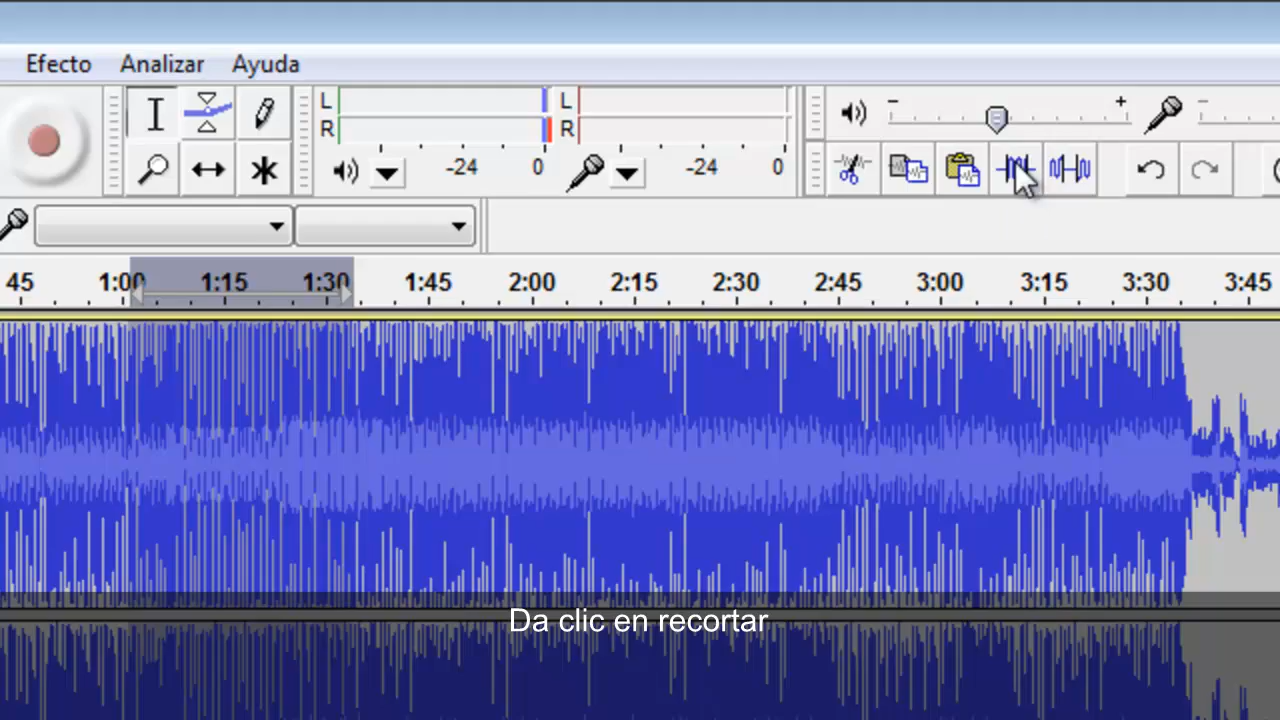 Efecto Analizar Ayuda
L L
R R
-24 0 -24 0
45 1:00 1:15 1:30 1:45 2:00 2:15 2:30 2:45 3:00 3:15 3:30 3:45
Da clic en recortar